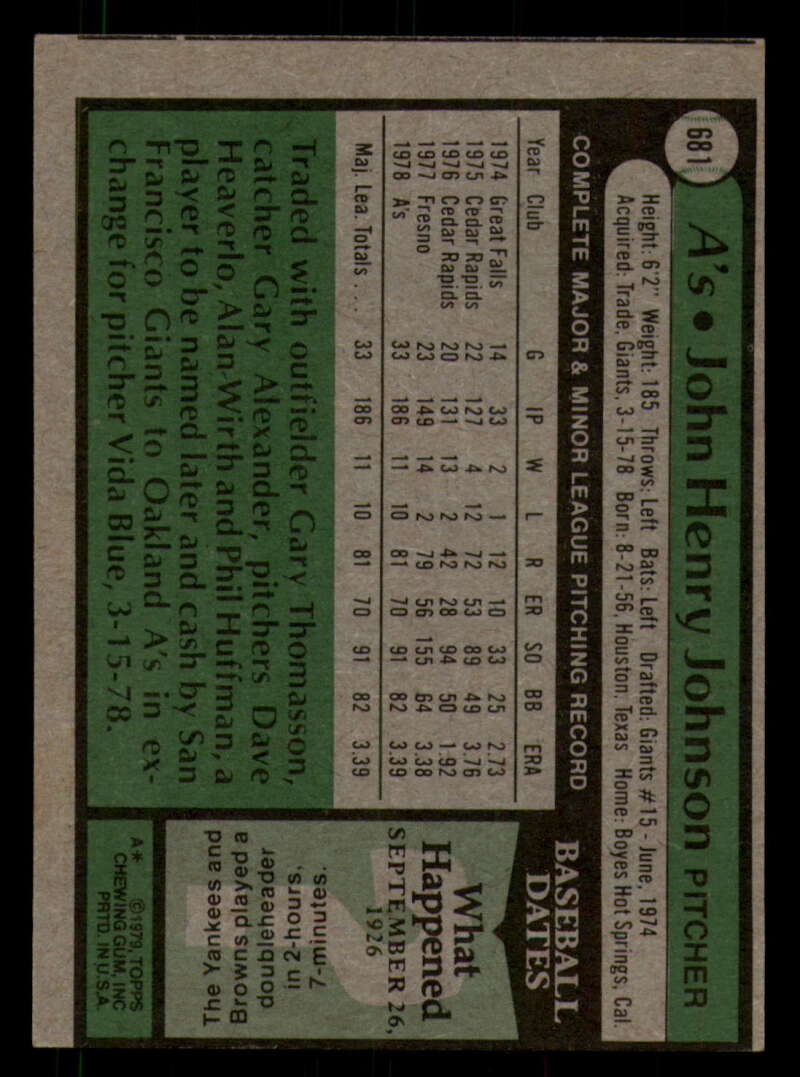 681
A's • John Henry Johnson PITCHER
Height: 6'2" Weight: 185 Throws: Left Bats: Left Drafted: Giants #15 - June, 1974
Acquired: Trade, Giants, 3-15-78 Born: 8-21-56, Houston, Texas Home: Boyes Hot Springs, Cal.
COMPLETE MAJOR & MINOR LEAGUE PITCHING RECORD
Year Club G IP W L R ER SO BB ERA
1974 Great Falls 14 33 2 1 12 10 33 25 2.73
1975 Cedar Rapids 22 127 4 12 72 53 89 49 3.76
1976 Cedar Rapids 20 131 13 2 42 28 94 50 1.92
1977 Fresno 23 149 14 2 79 56 155 64 3.38
1978 A's 33 186 11 10 81 70 91 82 3.39
Maj. Lea. Totals . . . 33 186 11 10 81 70 91 82 3.39
Traded with outfielder Gary Thomasson,
catcher Gary Alexander, pitchers Dave
Heaverlo, Alan Wirth and Phil Huffman, a
player to be named later and cash by San
Francisco Giants to Oakland A's in ex-
change for pitcher Vida Blue, 3-15-78.
BASEBALL
DATES
What
Happened
SEPTEMBER 26,
1926
The Yankees and
Browns played a
doubleheader
in 2-hours,
7-minutes.
A* ©1979, TOPPS
CHEWING GUM, INC
PRTD. IN U.S.A.